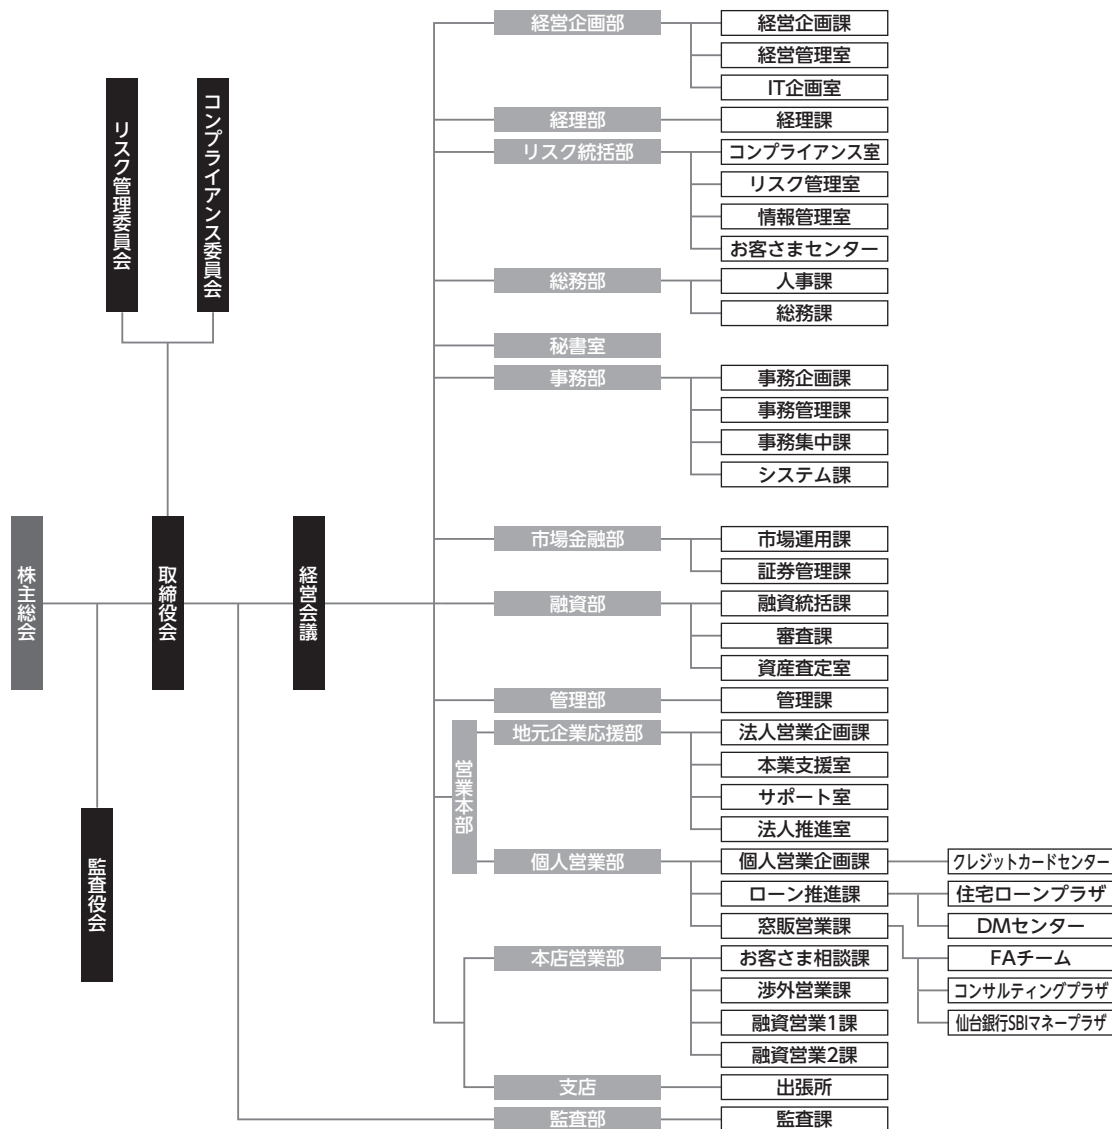 株主総会
監査役会
取締役会
リスク管理委員会
コンプライアンス委員会
経営会議
経営企画部
経営企画課
経営管理室
IT企画室
経理部
経理課
リスク統括部
コンプライアンス室
リスク管理室
情報管理室
お客さまセンター
総務部
人事課
総務課
秘書室
事務部
事務企画課
事務管理課
事務集中課
システム課
市場金融部
市場運用課
証券管理課
融資部
融資統括課
審査課
資産査定室
管理部
管理課
営業本部
地元企業応援部
法人営業企画課
本業支援室
サポート室
法人推進室
個人営業部
個人営業企画課
クレジットカードセンター
ローン推進課
住宅ローンプラザ
DMセンター
窓販営業課
FAチーム
コンサルティングプラザ
仙台銀行SBIマネープラザ
本店営業部
お客さま相談課
渉外営業課
融資営業1課
融資営業2課
支店
出張所
監査部
監査課